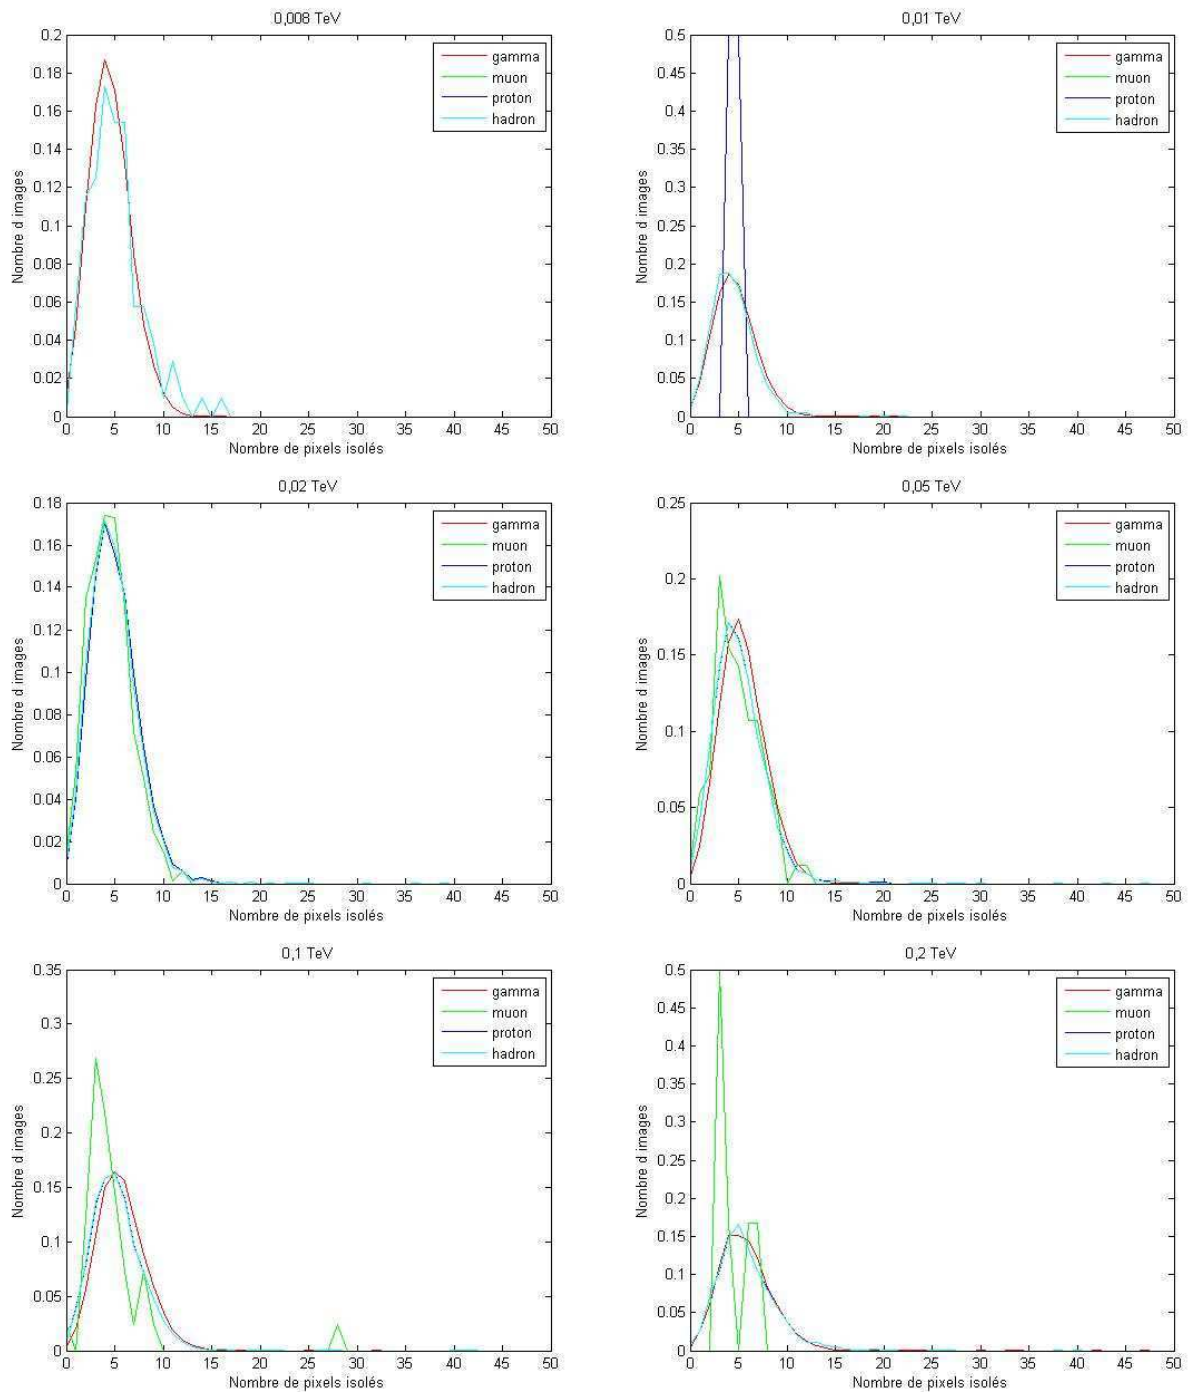 0,008 TeV
0.2
0.18
0.16
0.14
0.12
0.1
0.08
0.06
0.04
0.02
0
Nombre d images
gamma
muon
proton
hadron
0 5 10 15 20 25 30 35 40 45 50
Nombre de pixels isolés
0,01 TeV
0.5
0.45
0.4
0.35
0.3
0.25
0.2
0.15
0.1
0.05
0
Nombre d images
gamma
muon
proton
hadron
0 5 10 15 20 25 30 35 40 45 50
Nombre de pixels isolés
0,02 TeV
0.18
0.16
0.14
0.12
0.1
0.08
0.06
0.04
0.02
0
Nombre d images
gamma
muon
proton
hadron
0 5 10 15 20 25 30 35 40 45 50
Nombre de pixels isolés
0,05 TeV
0.25
0.2
0.15
0.1
0.05
0
Nombre d images
gamma
muon
proton
hadron
0 5 10 15 20 25 30 35 40 45 50
Nombre de pixels isolés
0,1 TeV
0.35
0.3
0.25
0.2
0.15
0.1
0.05
0
Nombre d images
gamma
muon
proton
hadron
0 5 10 15 20 25 30 35 40 45 50
Nombre de pixels isolés
0,2 TeV
0.5
0.45
0.4
0.35
0.3
0.25
0.2
0.15
0.1
0.05
0
Nombre d images
gamma
muon
proton
hadron
0 5 10 15 20 25 30 35 40 45 50
Nombre de pixels isolés